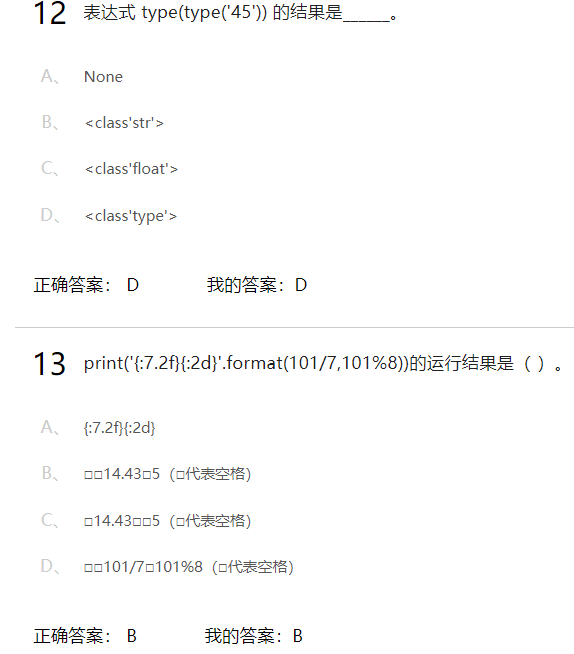 12 表达式 type(type('45')) 的结果是______。
A、 None
B、 <class'str'>
C、 <class'float'>
D、 <class'type'>
正确答案： D 我的答案：D
13 print('{:7.2f}{:2d}'.format(101/7,101%8))的运行结果是（ ）。
A、 {:7.2f}{:2d}
B、 □□14.43□5（□代表空格）
C、 □14.43□□5（□代表空格）
D、 □□101/7□101%8（□代表空格）
正确答案： B 我的答案：B